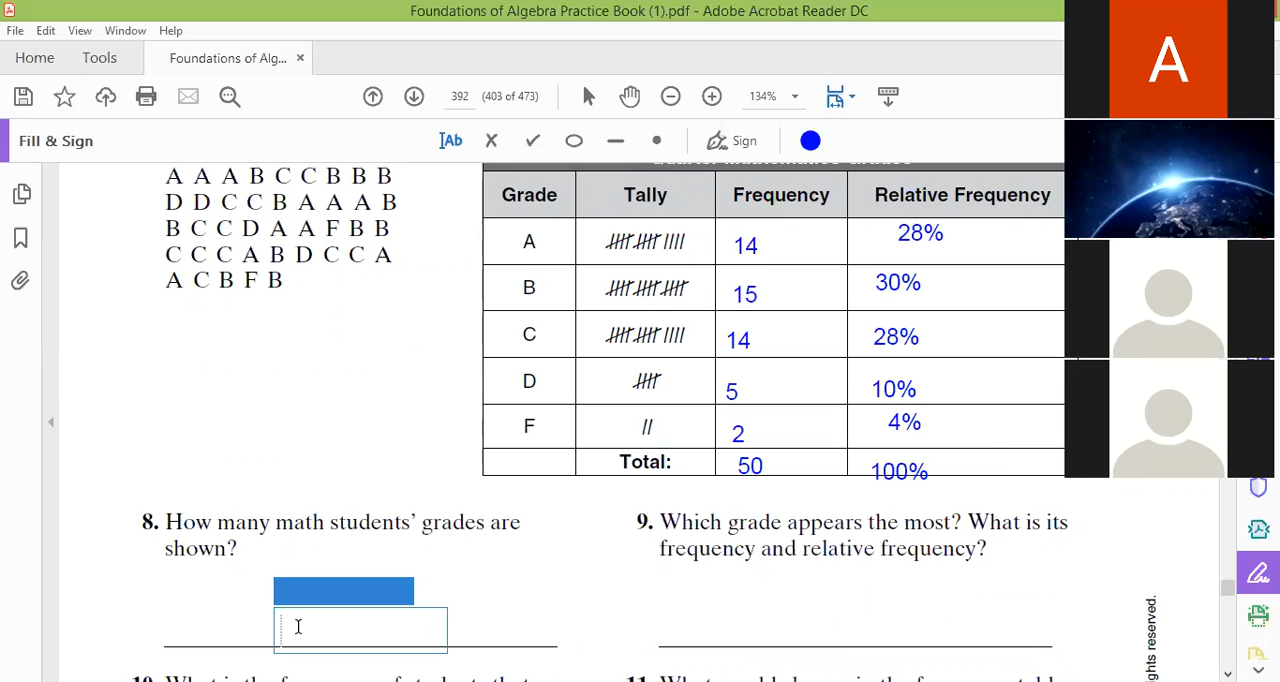 Foundations of Algebra Practice Book (1).pdf - Adobe Acrobat Reader DC
File Edit View Window Help
Home Tools Foundations of Alg... ×
392 (403 of 473) 134%
Fill & Sign Ab Sign
A
A A A B C C B B B
D D C C B A A A B
B C C D A A F B B
C C C A B D C C A
A C B F B
Grade Tally Frequency Relative Frequency
A 14 28%
B 15 30%
C 14 28%
D 5 10%
F 2 4%
Total: 50 100%
8. How many math students' grades are
shown?
9. Which grade appears the most? What is its
frequency and relative frequency?
ghts reserved.